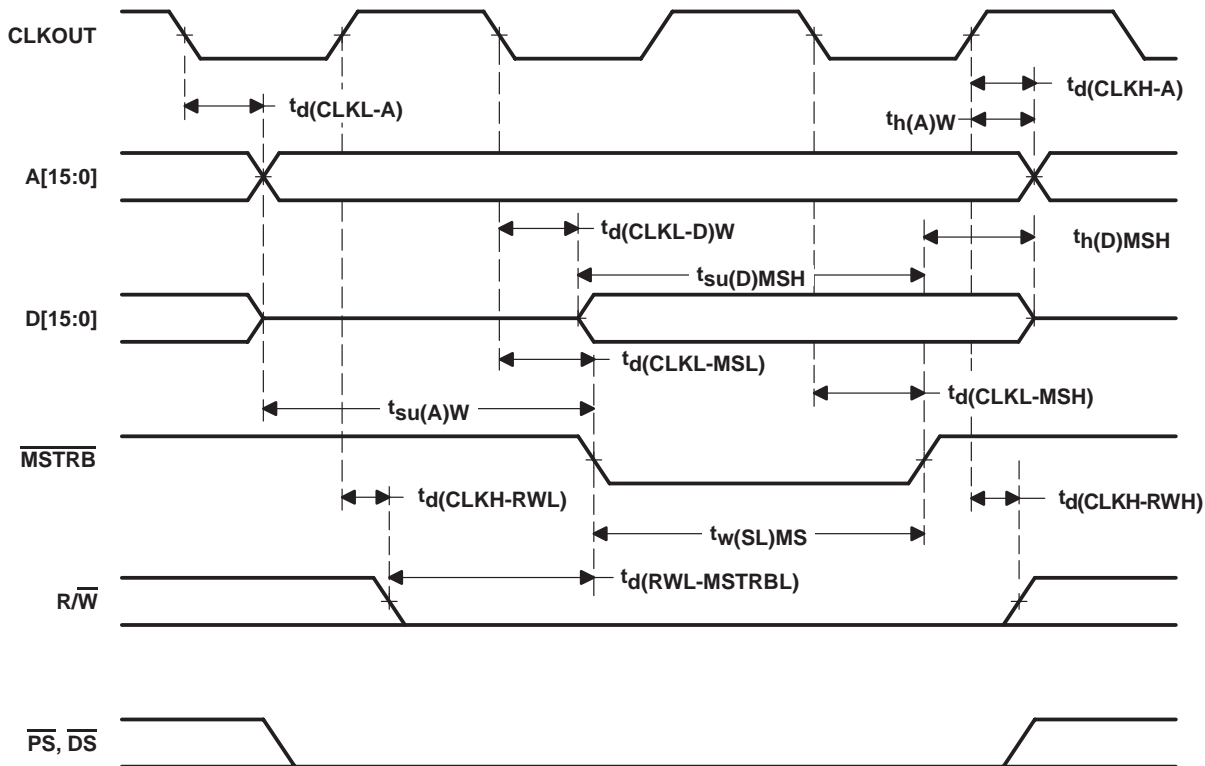 CLKOUT
td(CLKL-A)
td(CLKH-A)
th(A)W
A[15:0]
td(CLKL-D)W
th(D)MSH
tsu(D)MSH
D[15:0]
td(CLKL-MSL)
td(CLKL-MSH)
tsu(A)W
MSTRB
td(CLKH-RWL)
td(CLKH-RWH)
tw(SL)MS
td(RWL-MSTRBL)
R/W
PS, DS